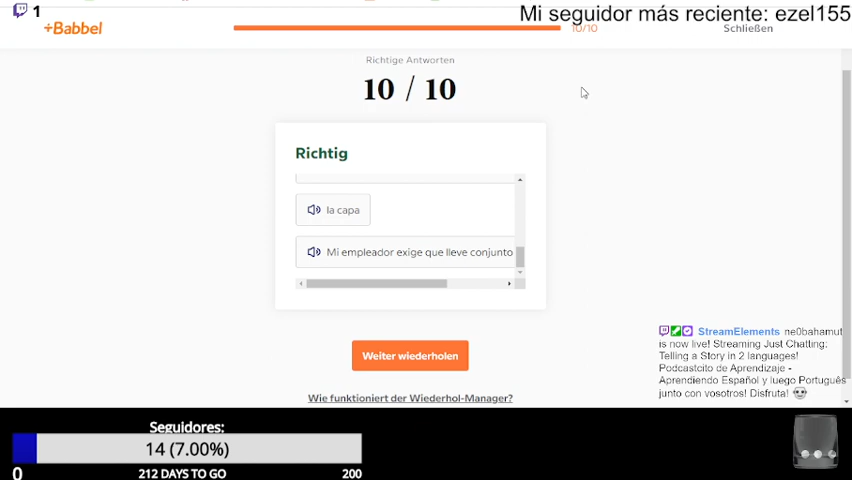 1
Mi seguidor más reciente: ezel155
÷Babbel
10/10
Schließen
Richtige Antworten
10 / 10
Richtig
la capa
Mi empleador exige que lleve conjunto
Weiter wiederholen
Wie funktioniert der Wiederhol-Manager?
StreamElements ne0bahamut
is now live! Streaming Just Chatting:
Telling a Story in 2 languages!
Podcastcito de Aprendizaje -
Aprendiendo Español y luego Português
junto con vosotros! Disfruta!
Seguidores:
14 (7.00%)
0
212 DAYS TO GO
200